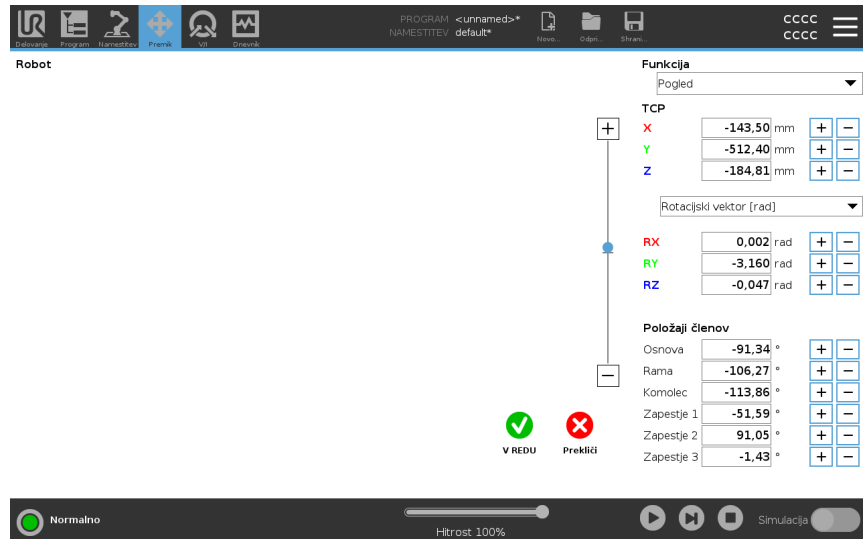 PROGRAM <unnamed>*
NAMESTITEV default*
CCCC
CCCC
Delovanje Program Namestitev Premik V/I Dnevnik
Novo... Odpri... Shrani...
Robot
Funkcija
Pogled
TCP
X -143,50 mm + −
Y -512,40 mm + −
Z -184,81 mm + −
Rotacijski vektor [rad]
RX 0,002 rad + −
RY -3,160 rad + −
RZ -0,047 rad + −
Položaji členov
Osnova -91,34 ° + −
Rama -106,27 ° + −
Komolec -113,86 ° + −
Zapestje 1 -51,59 ° + −
Zapestje 2 91,05 ° + −
Zapestje 3 -1,43 ° + −
V REDU Prekliči
Normalno
Hitrost 100%
Simulacija